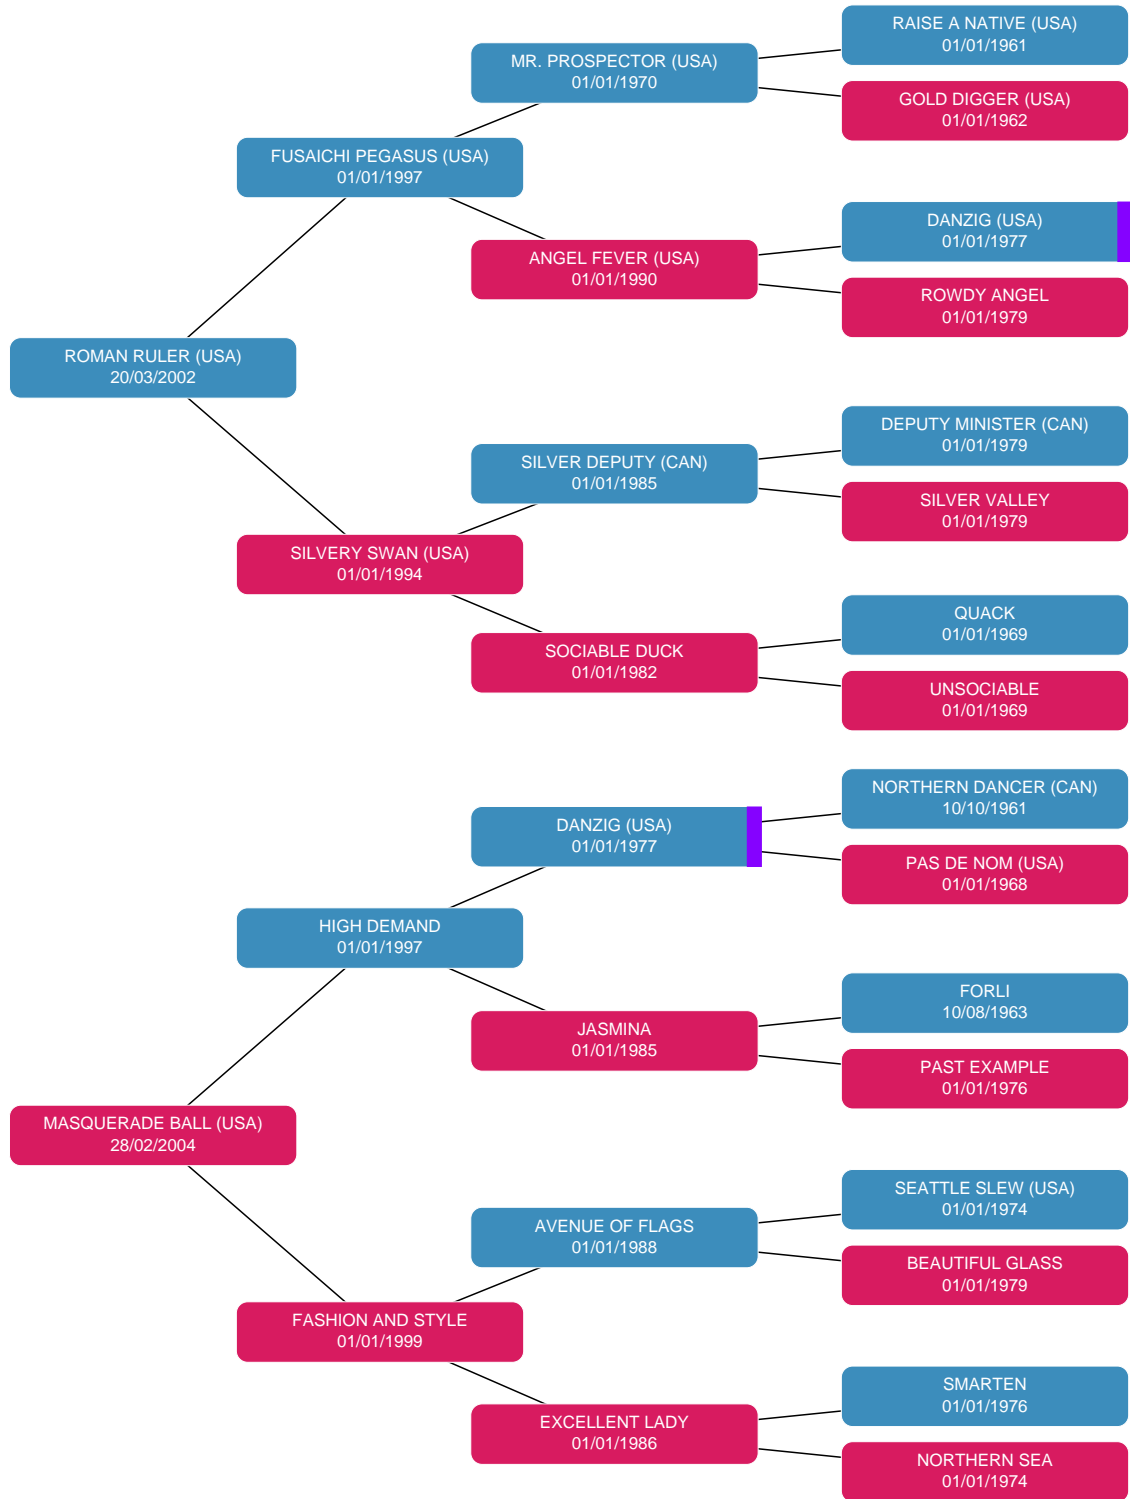 RAISE A NATIVE (USA)
01/01/1961
MR. PROSPECTOR (USA)
01/01/1970
GOLD DIGGER (USA)
01/01/1962
FUSAICHI PEGASUS (USA)
01/01/1997
DANZIG (USA)
01/01/1977
ANGEL FEVER (USA)
01/01/1990
ROWDY ANGEL
01/01/1979
ROMAN RULER (USA)
20/03/2002
DEPUTY MINISTER (CAN)
01/01/1979
SILVER DEPUTY (CAN)
01/01/1985
SILVER VALLEY
01/01/1979
SILVERY SWAN (USA)
01/01/1994
QUACK
01/01/1969
SOCIABLE DUCK
01/01/1982
UNSOCIABLE
01/01/1969
NORTHERN DANCER (CAN)
10/10/1961
DANZIG (USA)
01/01/1977
PAS DE NOM (USA)
01/01/1968
HIGH DEMAND
01/01/1997
FORLI
10/08/1963
JASMINA
01/01/1985
PAST EXAMPLE
01/01/1976
MASQUERADE BALL (USA)
28/02/2004
SEATTLE SLEW (USA)
01/01/1974
AVENUE OF FLAGS
01/01/1988
BEAUTIFUL GLASS
01/01/1979
FASHION AND STYLE
01/01/1999
SMARTEN
01/01/1976
EXCELLENT LADY
01/01/1986
NORTHERN SEA
01/01/1974